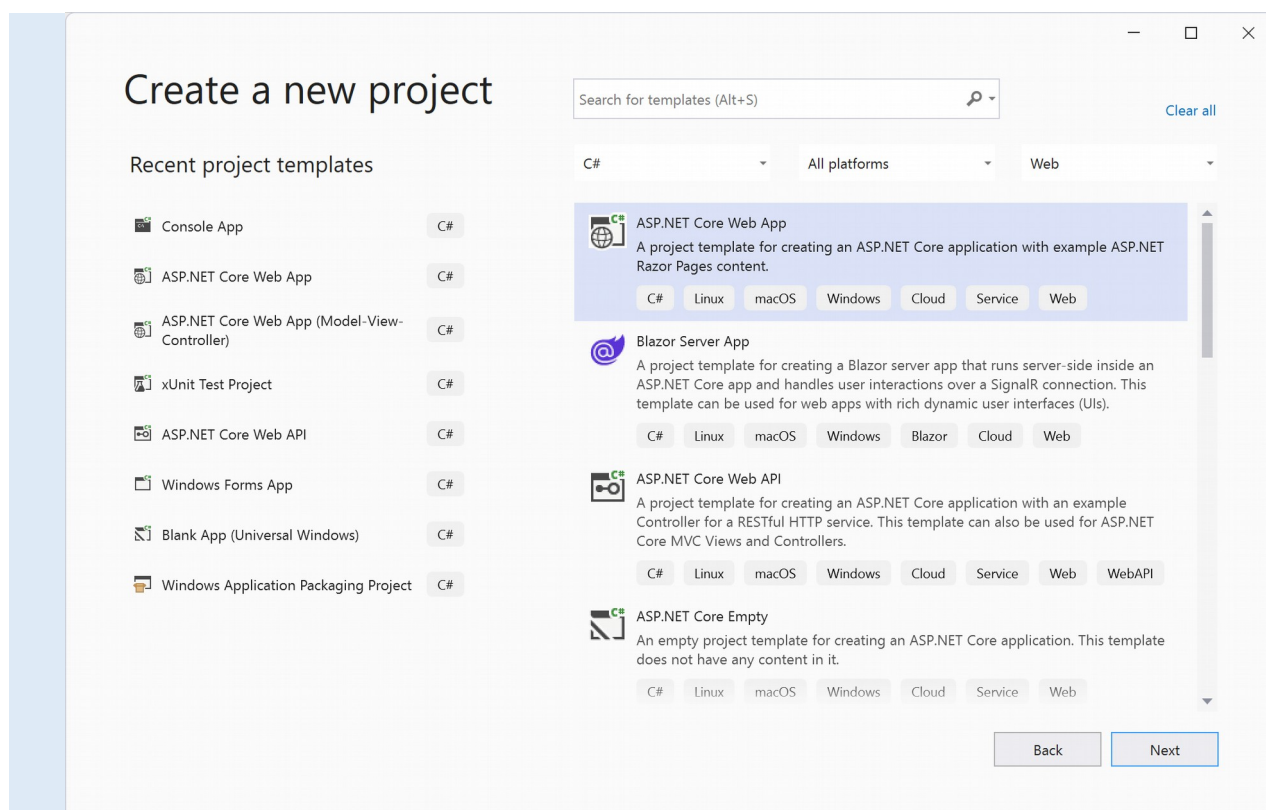 Create a new project
Search for templates (Alt+S)
Clear all
Recent project templates
C#
All platforms
Web
Console App
C#
ASP.NET Core Web App
C#
ASP.NET Core Web App (Model-View-
Controller)
C#
xUnit Test Project
C#
ASP.NET Core Web API
C#
Windows Forms App
C#
Blank App (Universal Windows)
C#
Windows Application Packaging Project
C#
ASP.NET Core Web App
A project template for creating an ASP.NET Core application with example ASP.NET
Razor Pages content.
C# Linux macOS Windows Cloud Service Web
Blazor Server App
A project template for creating a Blazor server app that runs server-side inside an
ASP.NET Core app and handles user interactions over a SignalR connection. This
template can be used for web apps with rich dynamic user interfaces (UIs).
C# Linux macOS Windows Blazor Cloud Web
ASP.NET Core Web API
A project template for creating an ASP.NET Core application with an example
Controller for a RESTful HTTP service. This template can also be used for ASP.NET
Core MVC Views and Controllers.
C# Linux macOS Windows Cloud Service Web WebAPI
ASP.NET Core Empty
An empty project template for creating an ASP.NET Core application. This template
does not have any content in it.
C# Linux macOS Windows Cloud Service Web
Back
Next